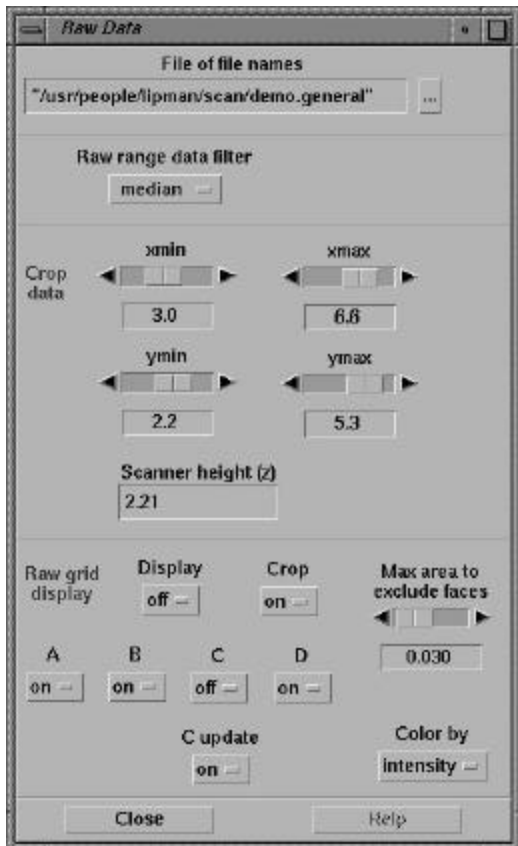 Raw Data
File of file names
"/usr/people/lipman/scan/demo.general"
...
Raw range data filter
median
Crop data
xmin
xmax
3.0
6.6
ymin
ymax
2.2
5.3
Scanner height (z)
2.21
Raw grid display
Display
Crop
Max area to
exclude faces
off
on
0.030
A
B
C
D
on
on
off
on
C update
Color by
on
intensity
Close
Help